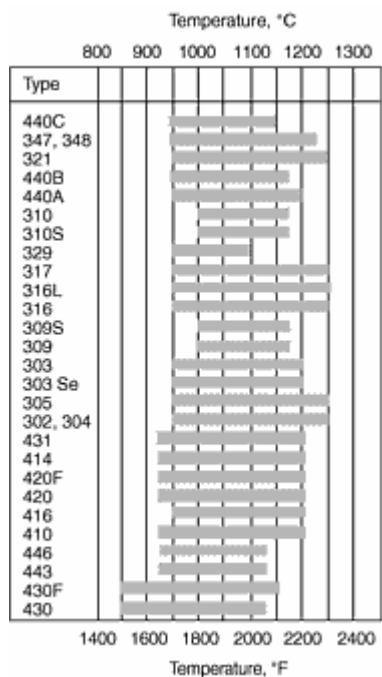 Temperature, °C
800 900 1000 1100 1200 1300
Type
440C
347, 348
321
440B
440A
310
310S
329
317
316L
316
309S
309
303
303 Se
305
302, 304
431
414
420F
420
416
410
446
443
430F
430
1400 1600 1800 2000 2200 2400
Temperature, °F